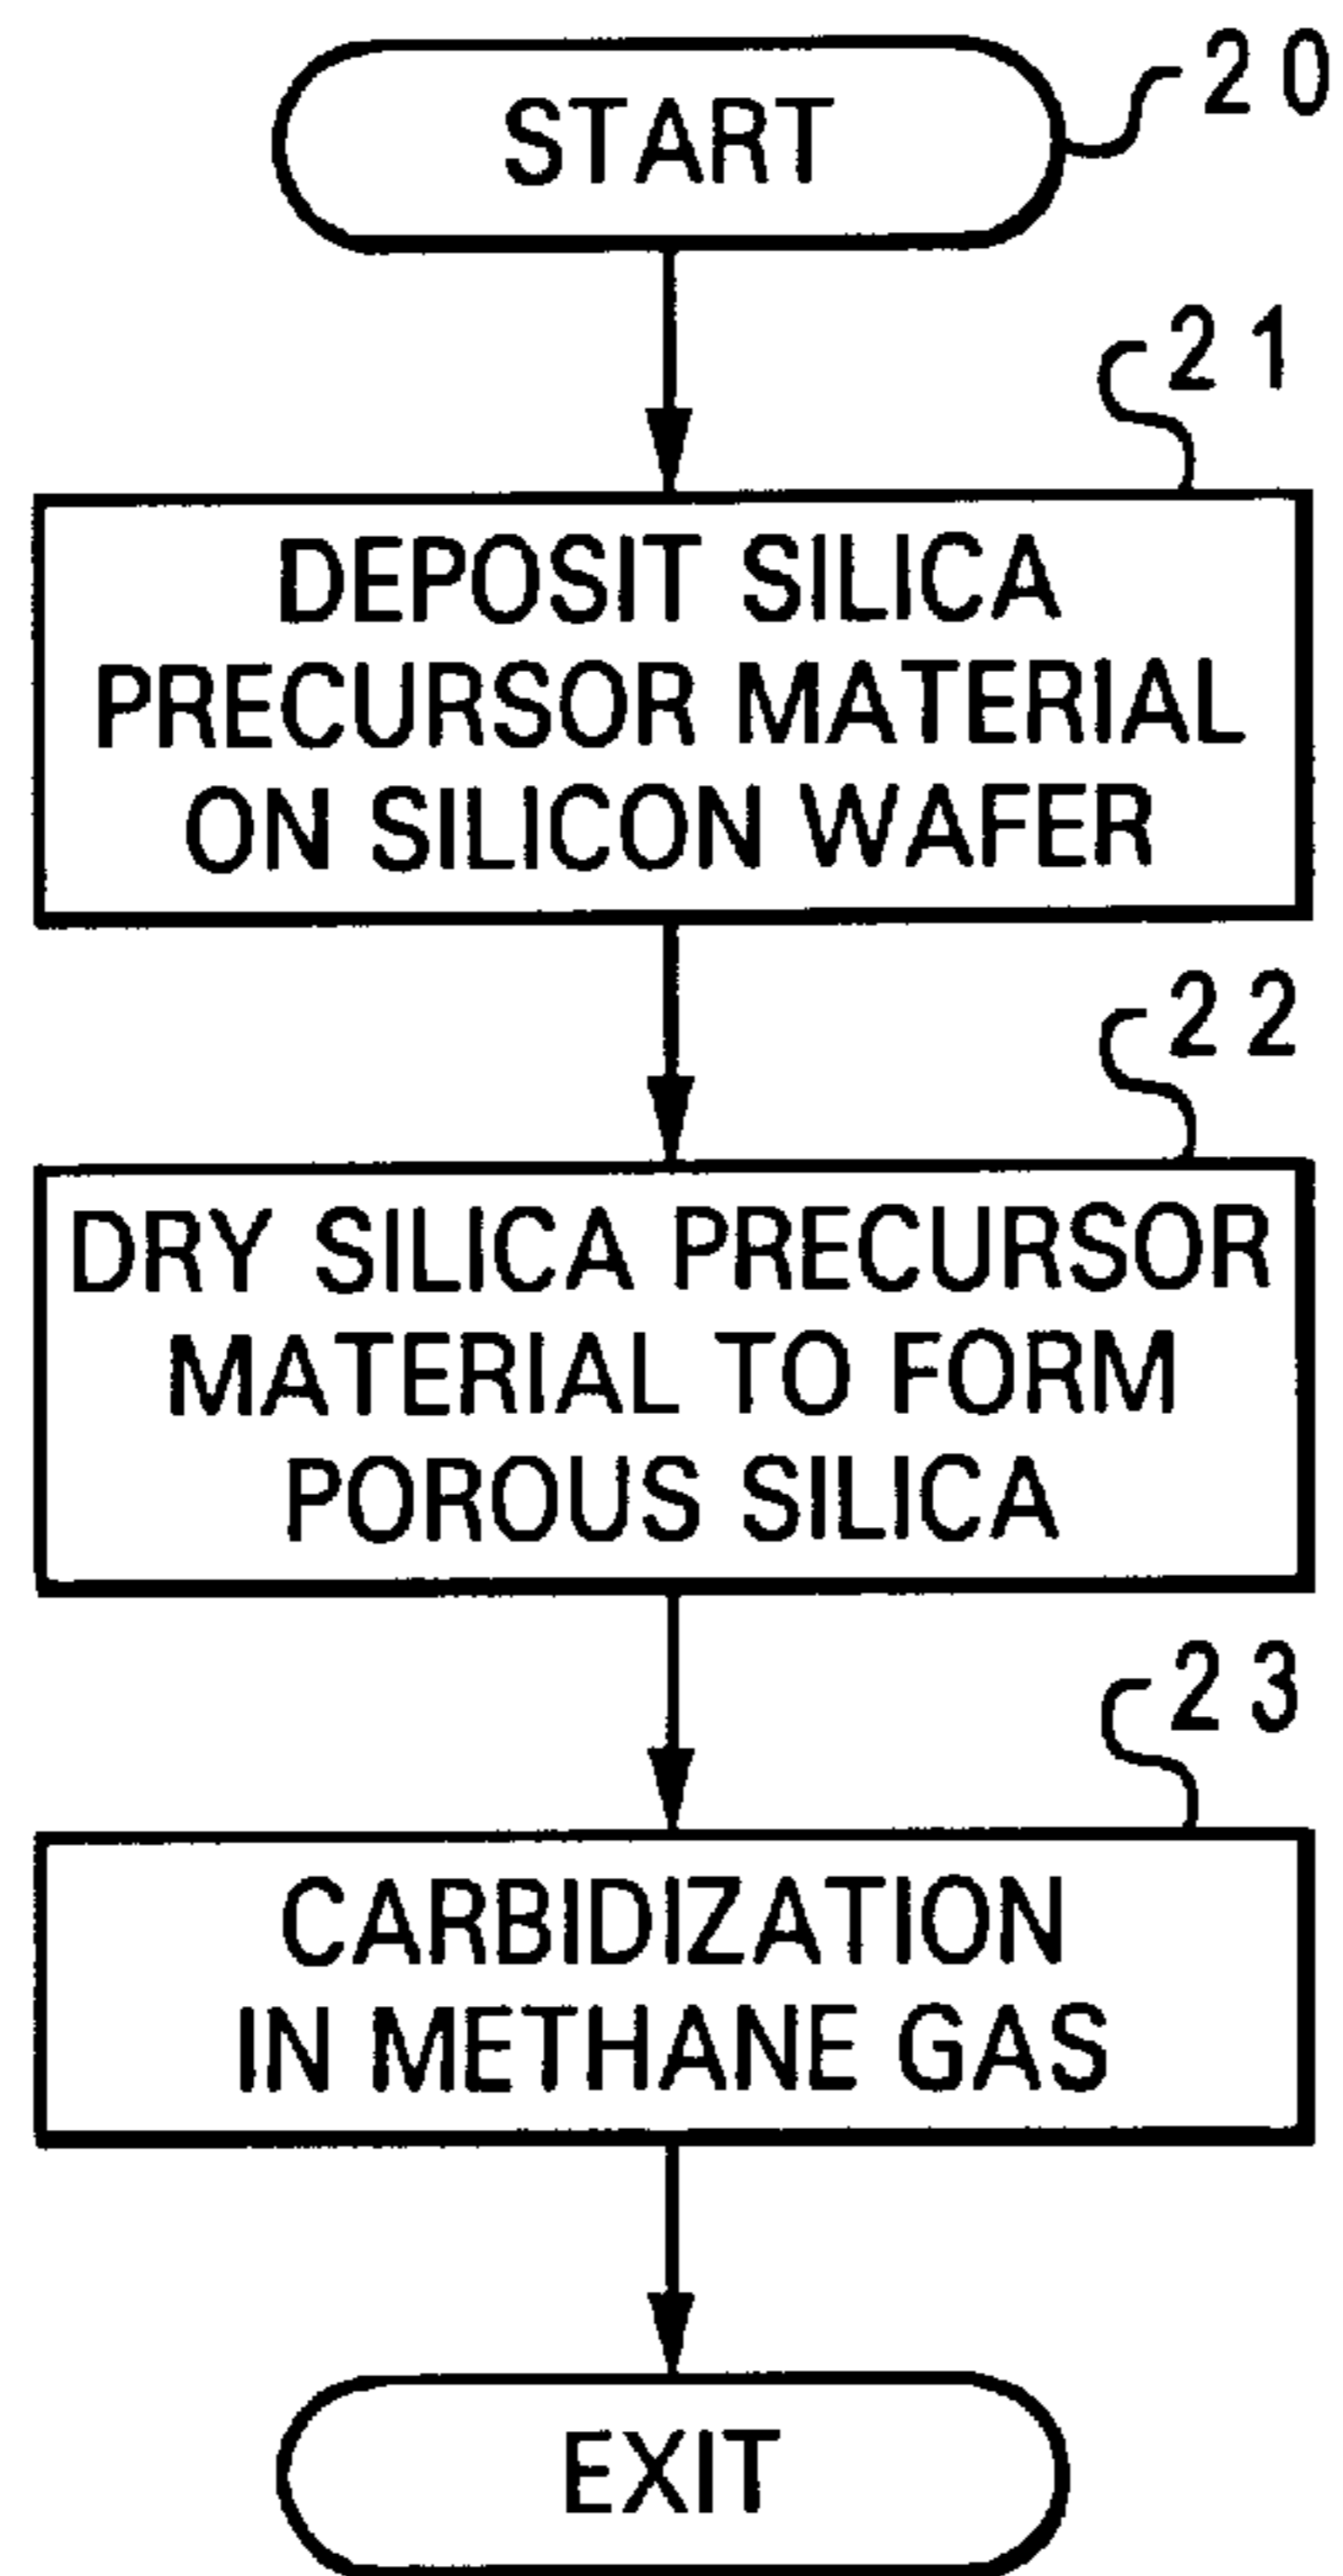 START
20
21
DEPOSIT SILICA
PRECURSOR MATERIAL
ON SILICON WAFER
22
DRY SILICA PRECURSOR
MATERIAL TO FORM
POROUS SILICA
23
CARBIDIZATION
IN METHANE GAS
EXIT